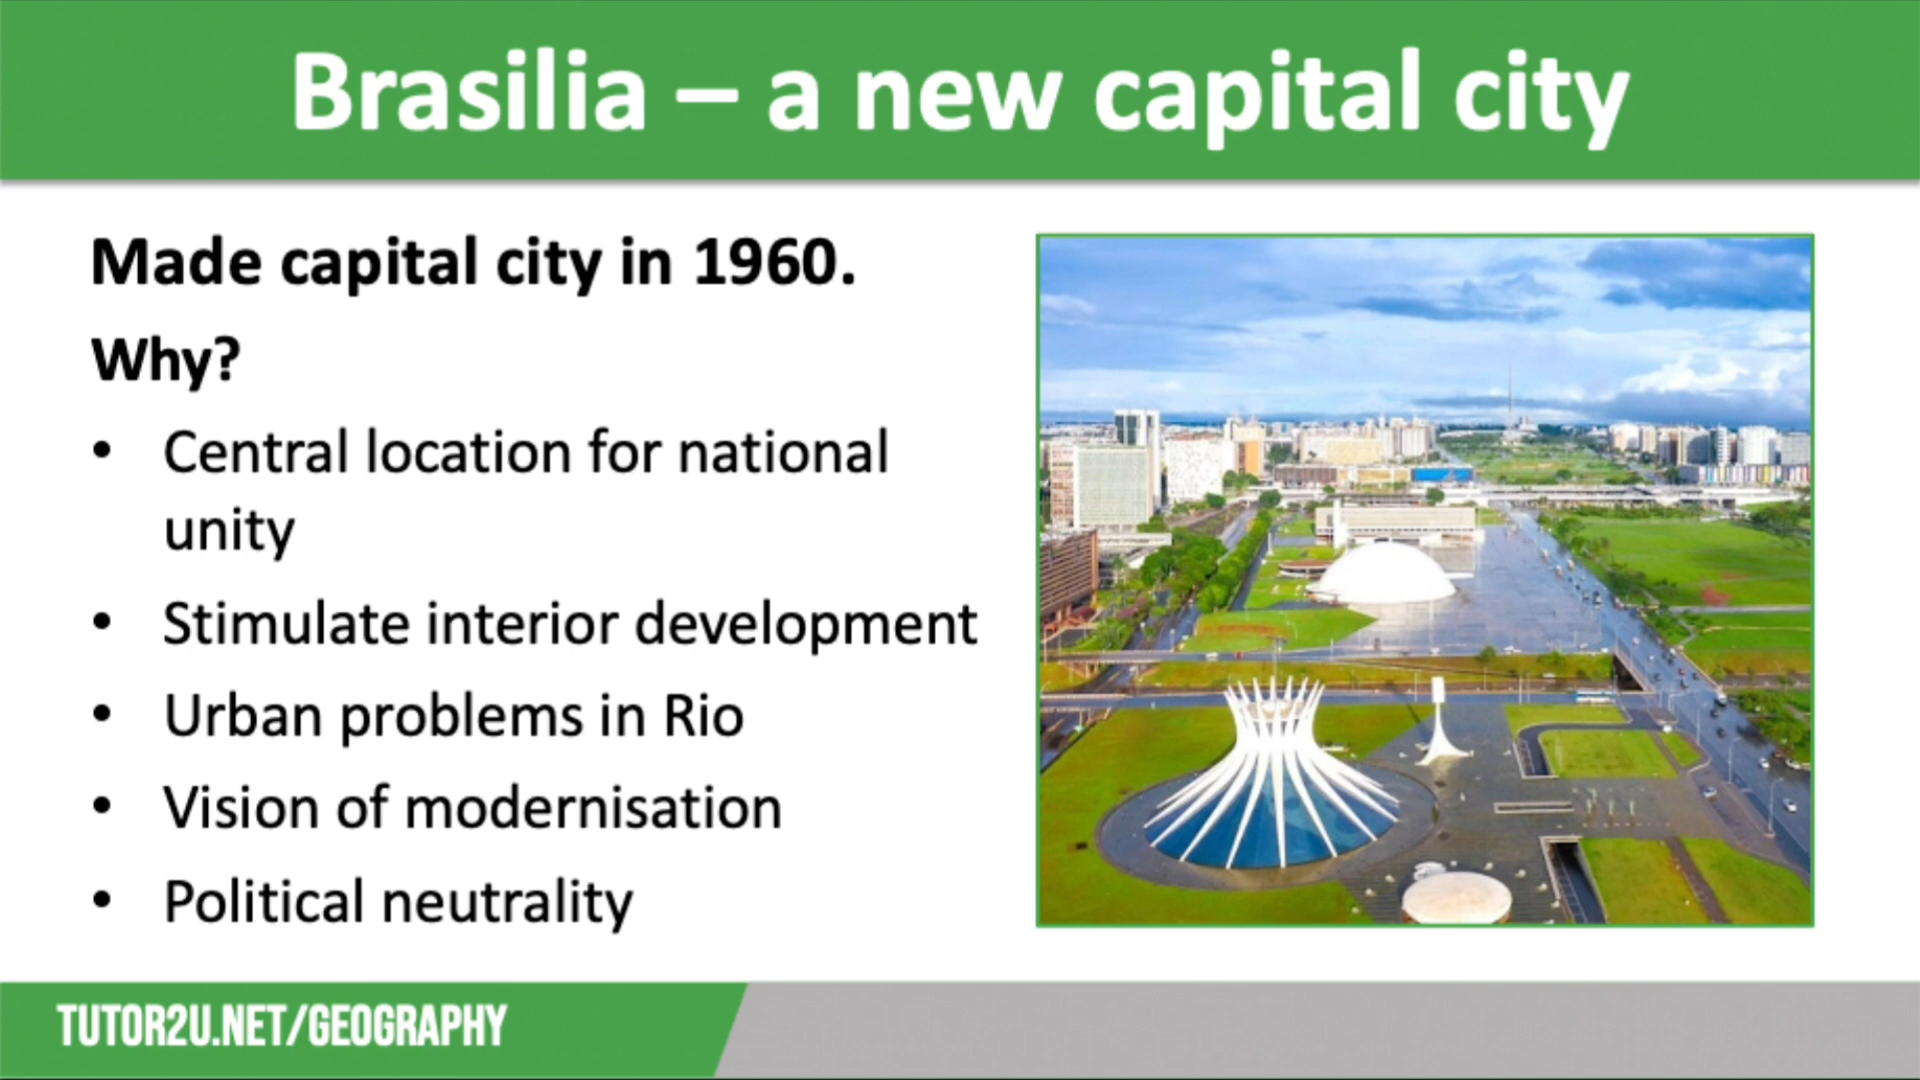 Brasilia – a new capital city
Made capital city in 1960.
Why?
• Central location for national
unity
• Stimulate interior development
• Urban problems in Rio
• Vision of modernisation
• Political neutrality
TUTOR2U.NET/GEOGRAPHY